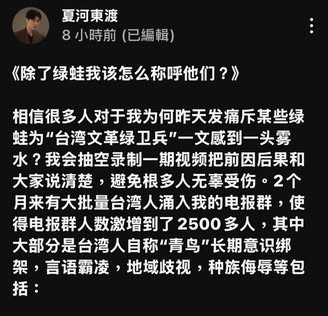 夏河東渡
8 小時前 (已編輯)
《除了绿蛙我该怎么称呼他们？》
相信很多人对于我为何昨天发痛斥某些绿
蛙为“台湾文革绿卫兵”一文感到一头雾
水？我会抽空录制一期视频把前因后果和
大家说清楚，避免根多人无辜受伤。2个
月来有大批量台湾人涌入我的电报群，使
得电报群人数激增到了2500多人，其中
大部分是台湾人自称“青鸟”长期意识绑
架，言语霸凌，地域歧视，种族侮辱等包
括：